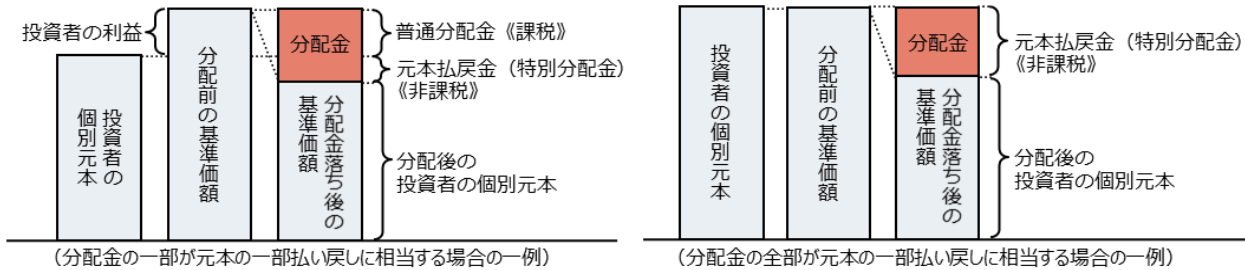 投資者の利益
投資者の
個別元本
分配前の基準価額
分配金
分配金落ち後の
基準価額
普通分配金《課税》
元本払戻金（特別分配金）
《非課税》
分配後の
投資者の個別元本
（分配金の一部が元本の一部払い戻しに相当する場合の一例）
投資者の個別元本
分配前の基準価額
分配金
分配金落ち後の
基準価額
元本払戻金（特別分配金）
《非課税》
分配後の
投資者の個別元本
（分配金の全部が元本の一部払い戻しに相当する場合の一例）